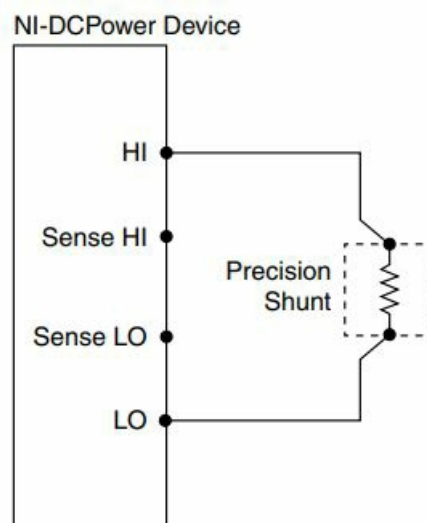 NI-DCPower Device
HI
Sense HI
Precision
Shunt
Sense LO
LO